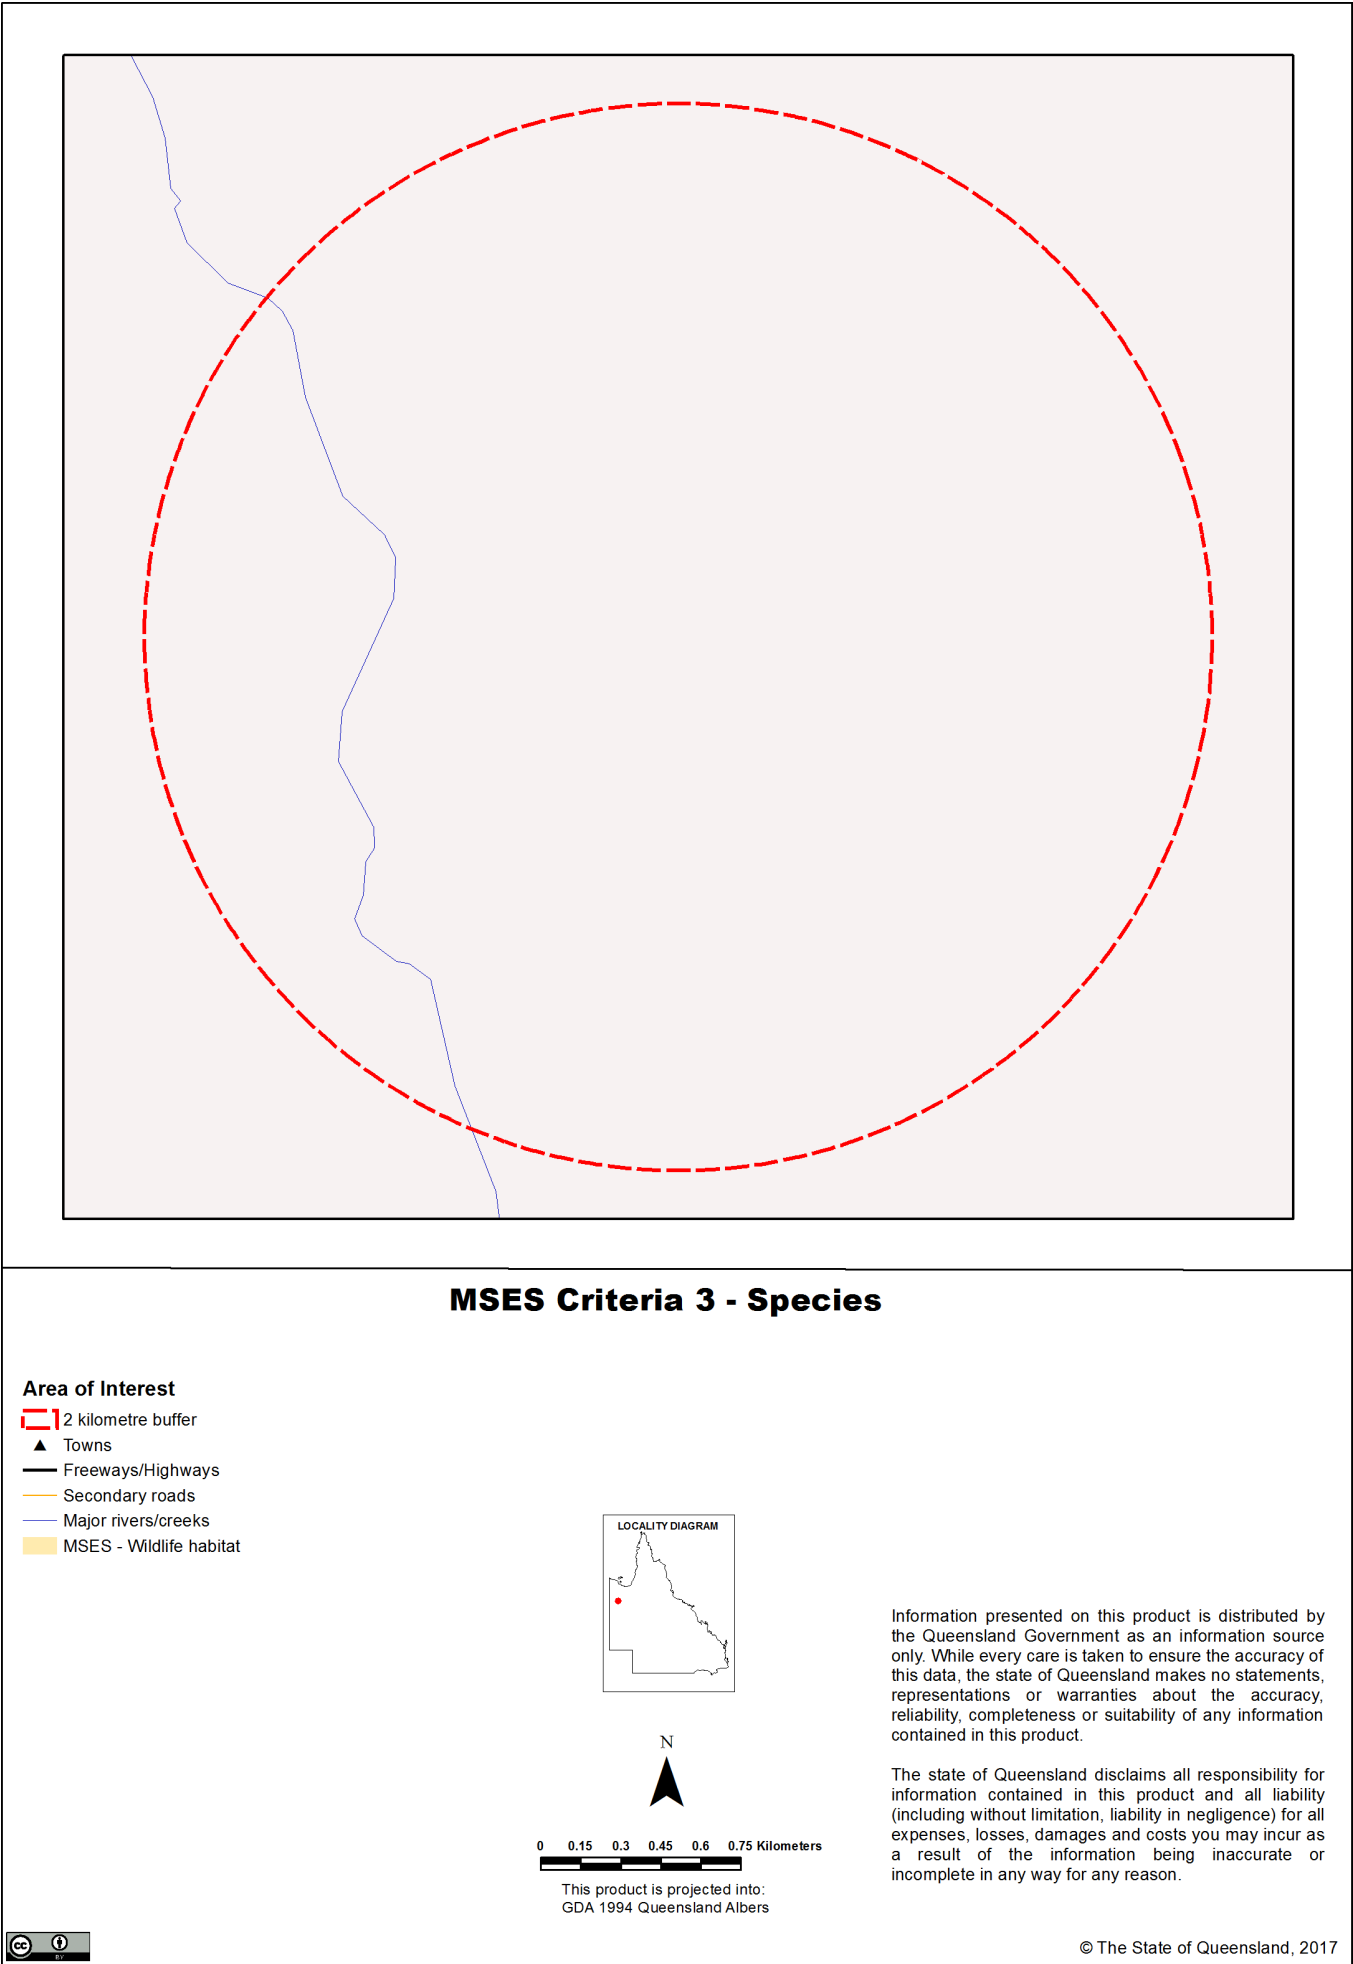 MSES Criteria 3 - Species
Area of Interest
2 kilometre buffer
Towns
Freeways/Highways
Secondary roads
Major rivers/creeks
MSES - Wildlife habitat
LOCALITY DIAGRAM
N
0 0.15 0.3 0.45 0.6 0.75 Kilometers
This product is projected into:
GDA 1994 Queensland Albers
Information presented on this product is distributed by
the Queensland Government as an information source
only. While every care is taken to ensure the accuracy of
this data, the state of Queensland makes no statements,
representations or warranties about the accuracy,
reliability, completeness or suitability of any information
contained in this product.
The state of Queensland disclaims all responsibility for
information contained in this product and all liability
(including without limitation, liability in negligence) for all
expenses, losses, damages and costs you may incur as
a result of the information being inaccurate or
incomplete in any way for any reason.
cc
BY
© The State of Queensland, 2017